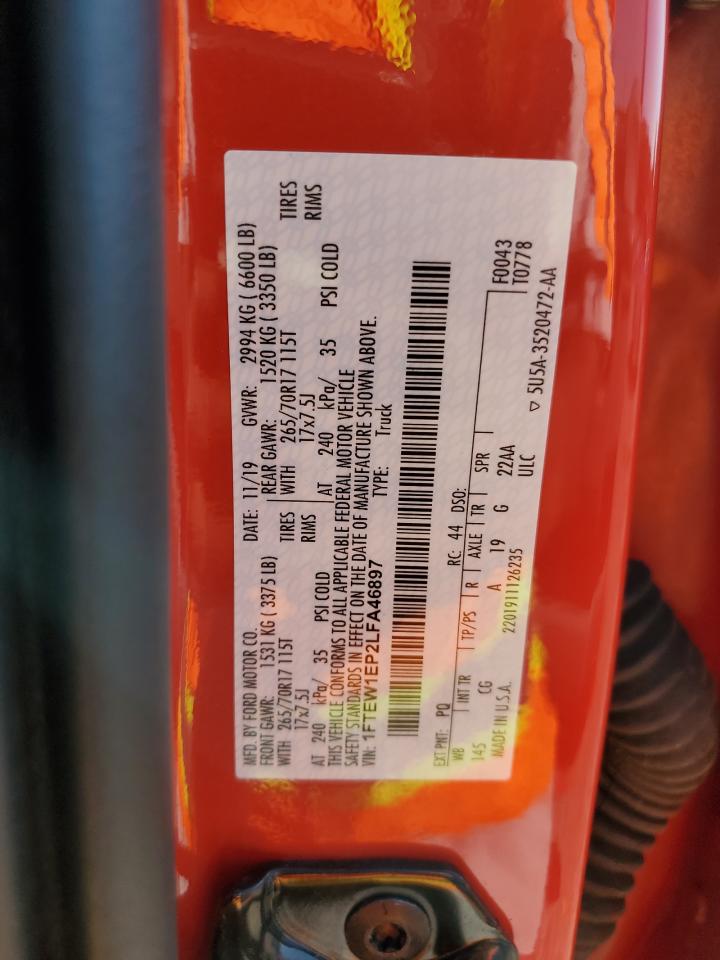 MFD. BY FORD MOTOR CO.
DATE: 11/19 GVWR: 2994 KG ( 6600 LB)
FRONT GAWR: 1531 KG ( 3375 LB)
REAR GAWR: 1520 KG ( 3350 LB)
WITH 265/70R17 115T TIRES
WITH 265/70R17 115T TIRES
17x7.5J RIMS
17x7.5J RIMS
AT 240 kPa/ 35 PSI COLD
AT 240 kPa/ 35 PSI COLD
THIS VEHICLE CONFORMS TO ALL APPLICABLE FEDERAL MOTOR VEHICLE
SAFETY STANDARDS IN EFFECT ON THE DATE OF MANUFACTURE SHOWN ABOVE.
VIN: 1FTEW1EP2LFA46897 TYPE: Truck
EXT PNT: PQ RC: 44 DSO: F0043
WB INT TR TP/PS R AXLE TR SPR T0778
145 CG A 19 G 22AA
MADE IN U.S.A. 2201911126235 ULC ▽ 5U5A-3520472-AA